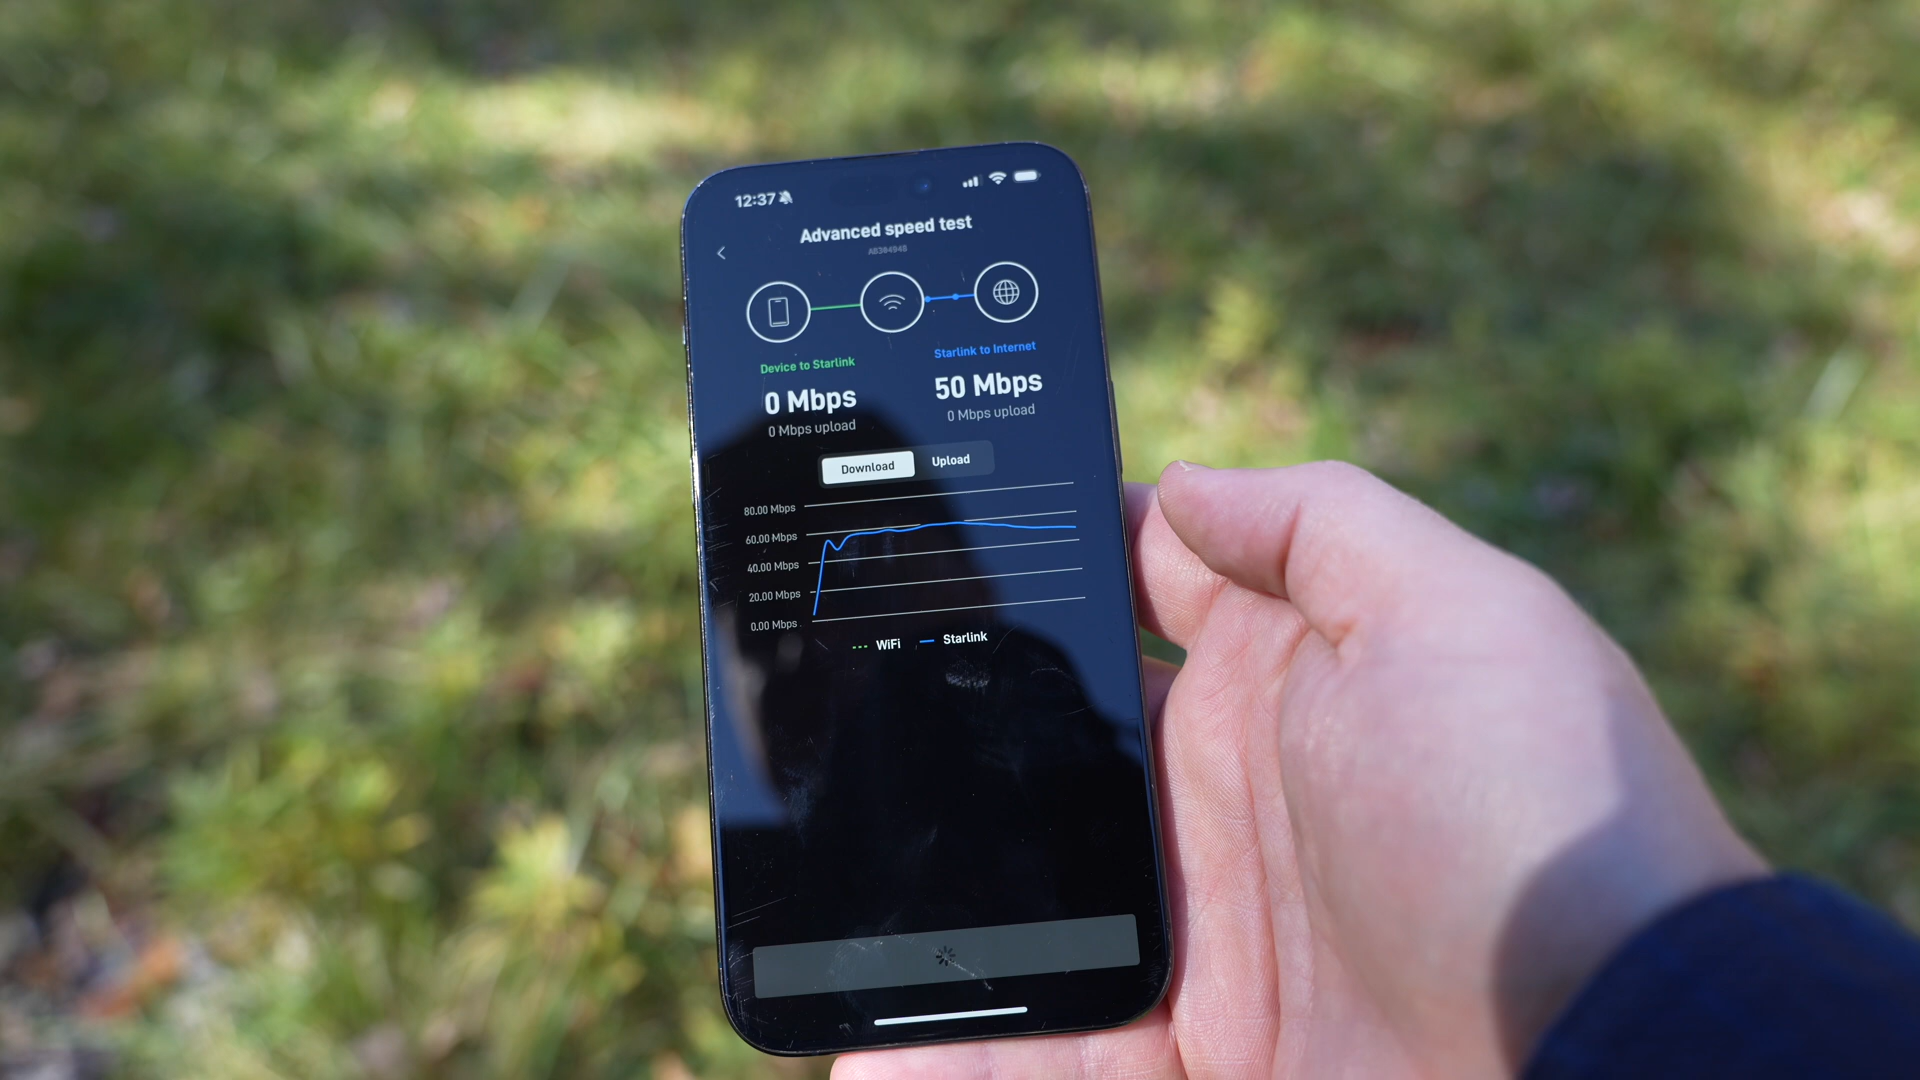 12:37
Advanced speed test
Device to Starlink
Starlink to Internet
0 Mbps
50 Mbps
0 Mbps upload
0 Mbps upload
Download
Upload
80.00 Mbps
60.00 Mbps
40.00 Mbps
20.00 Mbps
0.00 Mbps
WiFi
Starlink